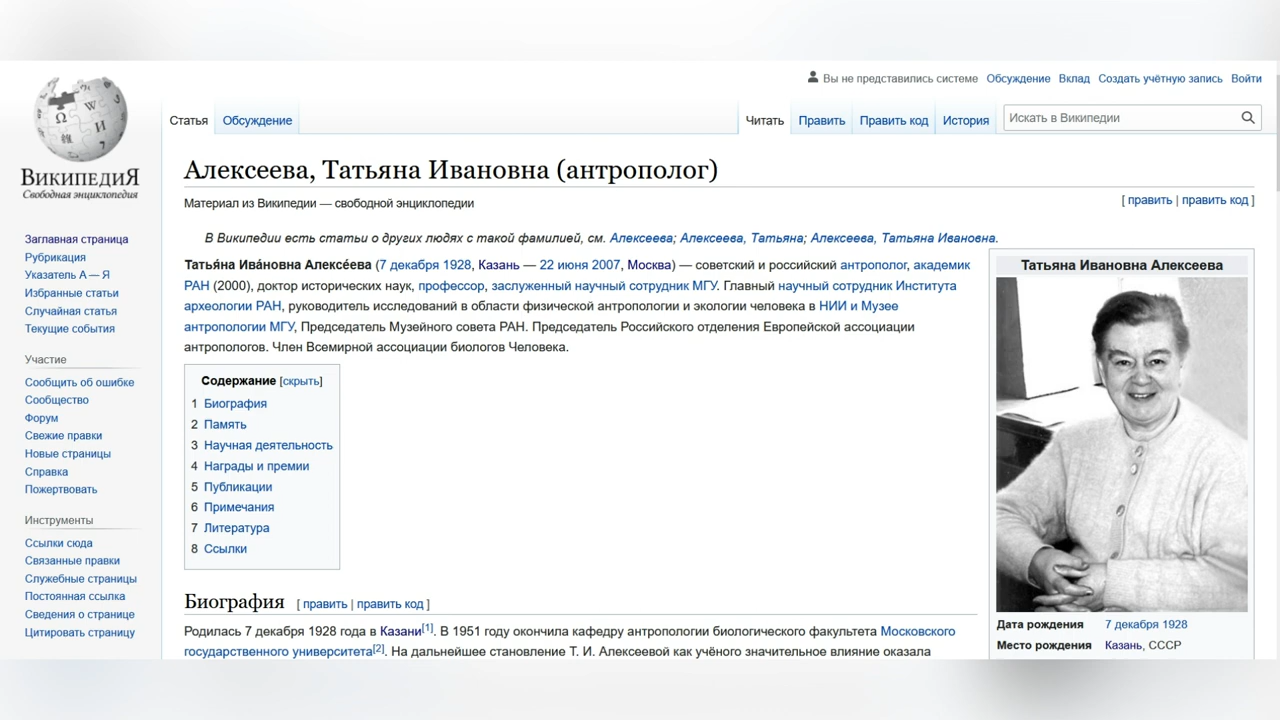 Вы не представились системе Обсуждение Вклад Создать учётную запись Войти
Статья Обсуждение Читать Править Править код История Искать в Википедии
ВИКИПЕДИЯ
Свободная энциклопедия
Заглавная страница
Рубрикация
Указатель А — Я
Избранные статьи
Случайная статья
Текущие события
Участие
Сообщить об ошибке
Сообщество
Форум
Свежие правки
Новые страницы
Справка
Пожертвовать
Инструменты
Ссылки сюда
Связанные правки
Служебные страницы
Постоянная ссылка
Сведения о странице
Цитировать страницу
Алексеева, Татьяна Ивановна (антрополог)
Материал из Википедии — свободной энциклопедии
[ править | править код ]
В Википедии есть статьи о других людях с такой фамилией, см. Алексеева; Алексеева, Татьяна; Алексеева, Татьяна Ивановна.
Татья́на Ива́новна Алексе́ева (7 декабря 1928, Казань — 22 июня 2007, Москва) — советский и российский антрополог, академик
РАН (2000), доктор исторических наук, профессор, заслуженный научный сотрудник МГУ. Главный научный сотрудник Института
археологии РАН, руководитель исследований в области физической антропологии и экологии человека в НИИ и Музее
антропологии МГУ, Председатель Музейного совета РАН. Председатель Российского отделения Европейской ассоциации
антропологов. Член Всемирной ассоциации биологов Человека.
Содержание [скрыть]
1 Биография
2 Память
3 Научная деятельность
4 Награды и премии
5 Публикации
6 Примечания
7 Литература
8 Ссылки
Биография [ править | править код ]
Родилась 7 декабря 1928 года в Казани[1]. В 1951 году окончила кафедру антропологии биологического факультета Московского
государственного университета[2]. На дальнейшее становление Т. И. Алексеевой как учёного значительное влияние оказала
Татьяна Ивановна Алексеева
Дата рождения 7 декабря 1928
Место рождения Казань, СССР